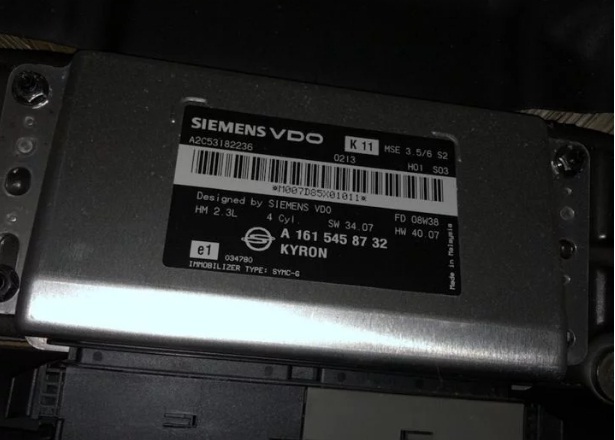 SIEMENS VDO K 11 MSE 3.5/6 S2
A2C53182236 0213 H01 S03
*M007D85X01011*
Designed by SIEMENS VDO FD 08W38
HM 2.3L 4 Cyl SW 34.07 HW 40.07
A 161 545 87 32
KYRON
e1 034780
IMMOBILIZER TYPE: SYMC-G
Made in Malaysia